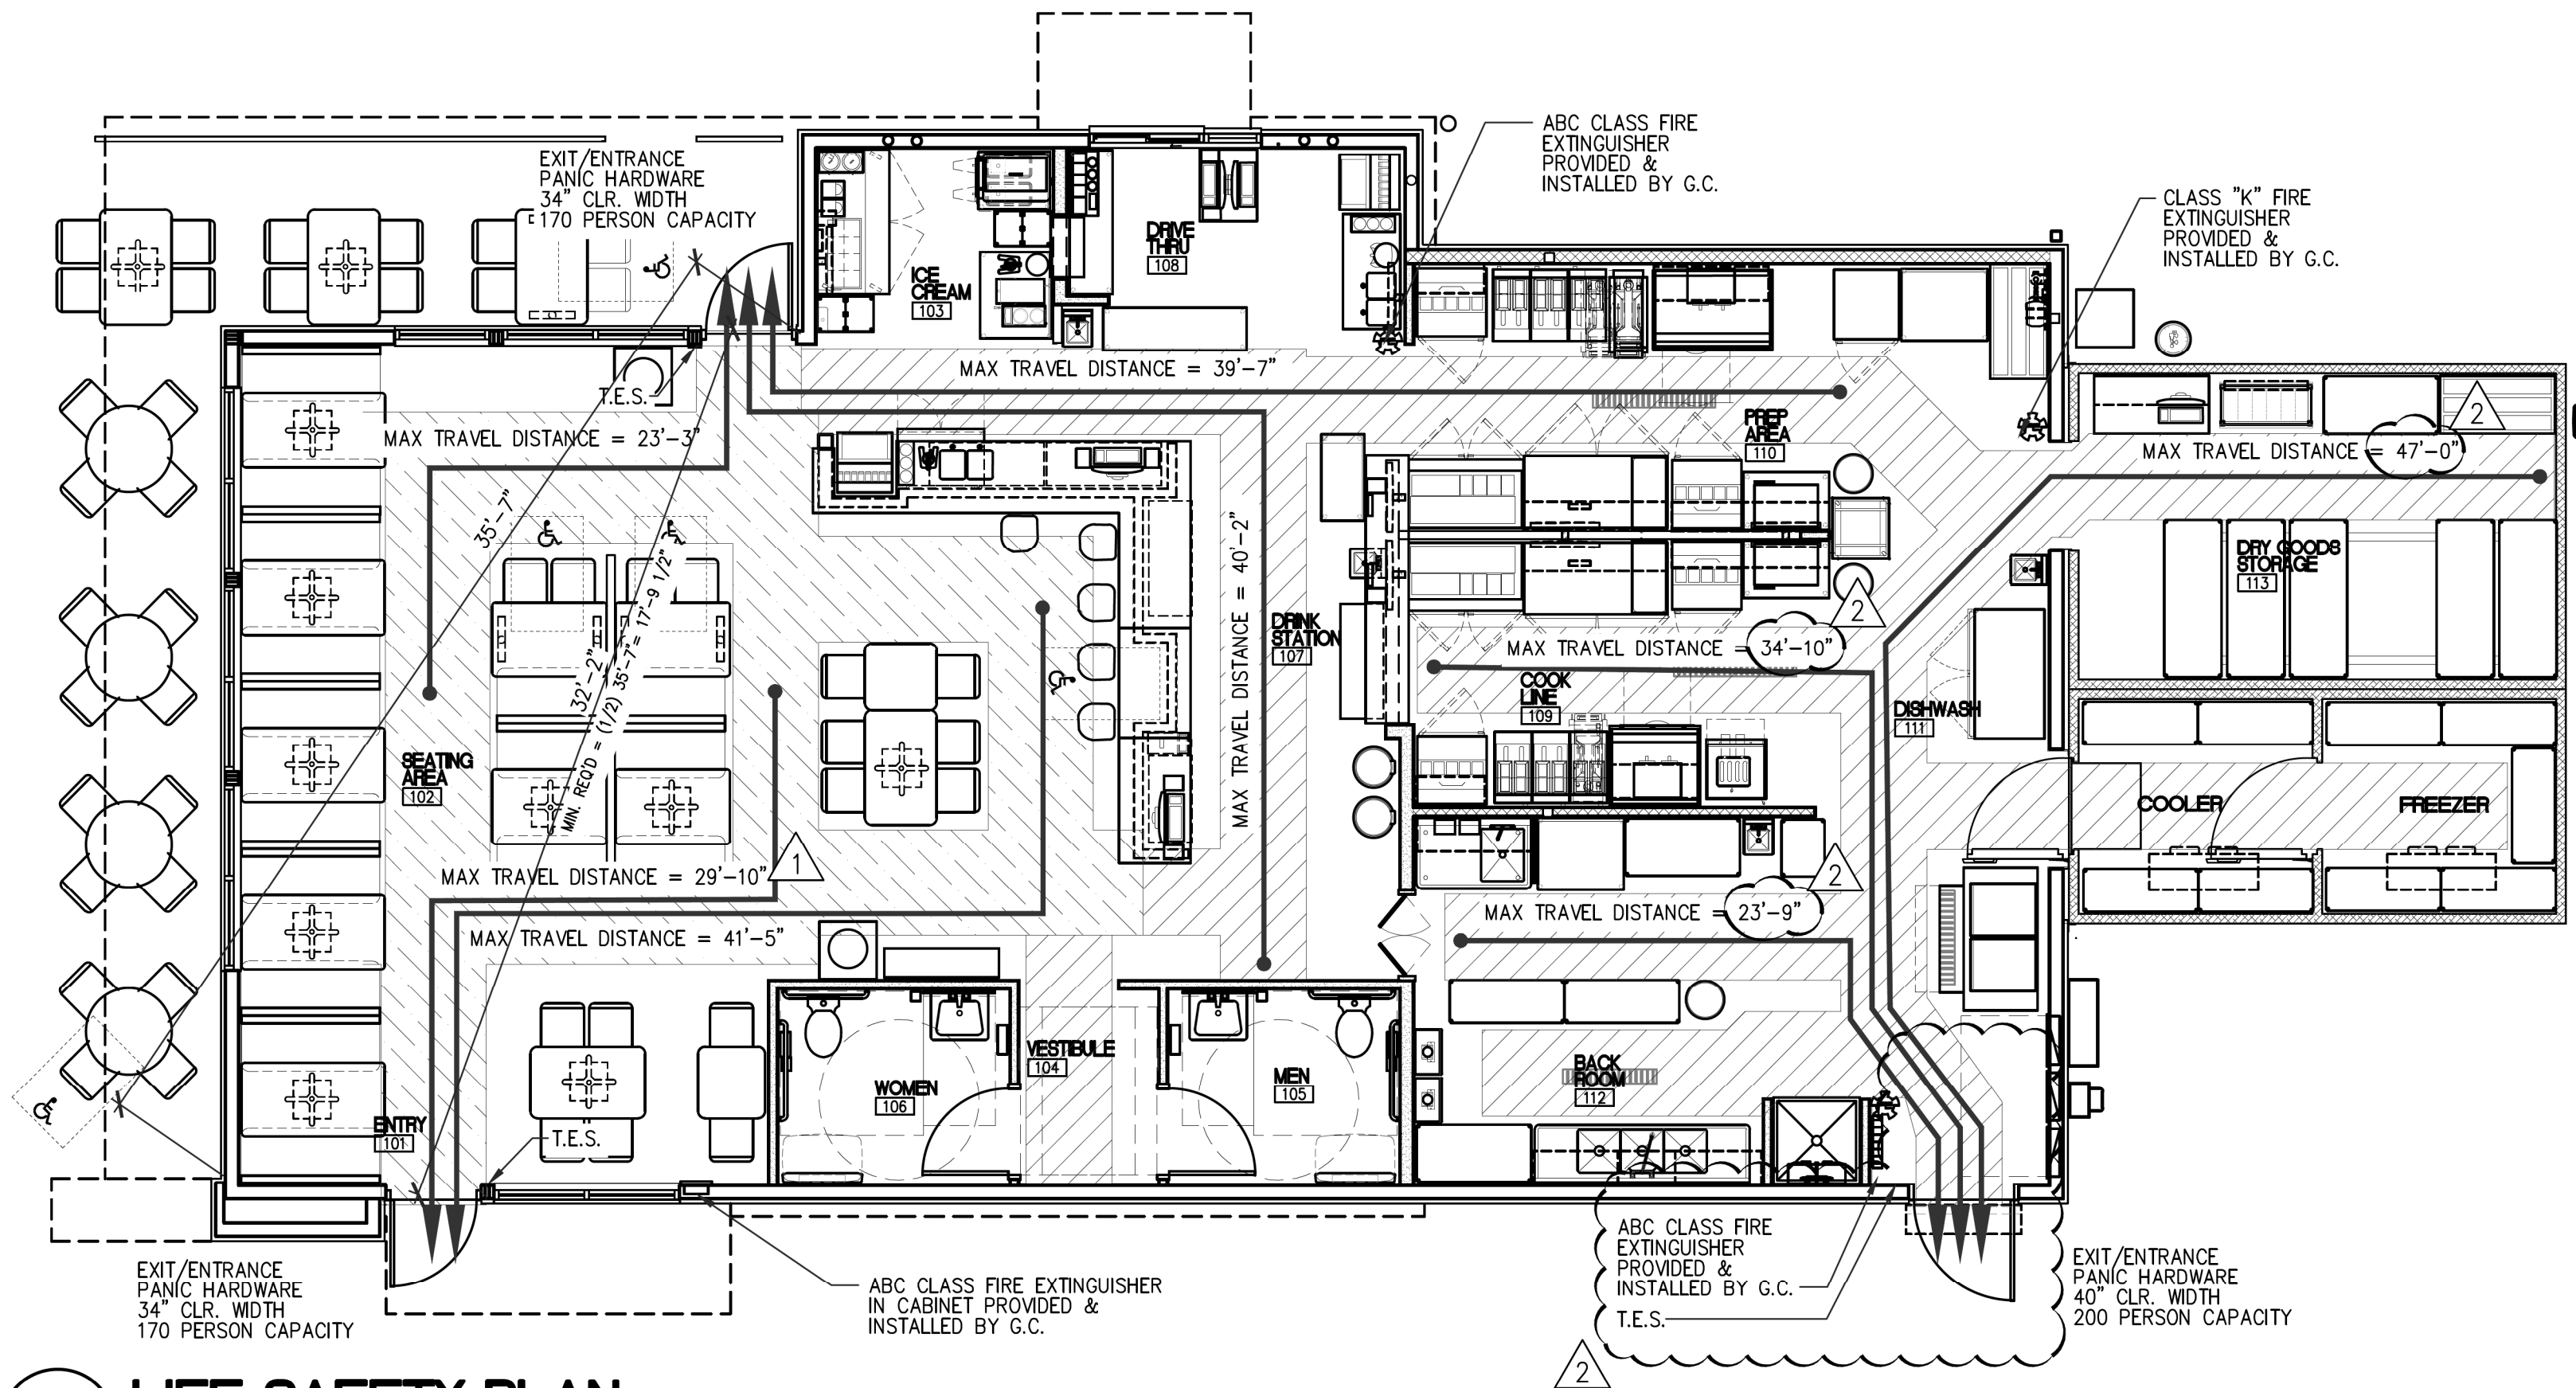 ABC CLASS FIRE
EXTINGUISHER
PROVIDED &
INSTALLED BY G.C.
EXIT/ENTRANCE
PANIC HARDWARE
34" CLR. WIDTH
170 PERSON CAPACITY
CLASS "K" FIRE
EXTINGUISHER
PROVIDED &
INSTALLED BY G.C.
DRIVE
THRU
108
ICE
CREAM
103
MAX TRAVEL DISTANCE = 39'-7"
T.E.S.
MAX TRAVEL DISTANCE = 23'-3"
PREP
AREA
110
2
MAX TRAVEL DISTANCE = 47'-0"
35'-7"
MAX TRAVEL DISTANCE = 40'-2"
DRY GOODS
STORAGE
113
32'-2"
MIN. REQ'D = (1/2) 35'-7" = 17'-9 1/2"
DRINK
STATION
107
2
MAX TRAVEL DISTANCE = 34'-10"
COOK
LINE
109
DISHWASH
111
SEATING
AREA
102
COOLER
FREEZER
MAX TRAVEL DISTANCE = 29'-10"
1
2
MAX TRAVEL DISTANCE = 23'-9"
MAX TRAVEL DISTANCE = 41'-5"
VESTIBULE
104
WOMEN
106
MEN
105
BACK
ROOM
112
ENTRY
101
T.E.S.
EXIT/ENTRANCE
PANIC HARDWARE
34" CLR. WIDTH
170 PERSON CAPACITY
ABC CLASS FIRE EXTINGUISHER
IN CABINET PROVIDED &
INSTALLED BY G.C.
ABC CLASS FIRE
EXTINGUISHER
PROVIDED &
INSTALLED BY G.C.
T.E.S.
EXIT/ENTRANCE
PANIC HARDWARE
40" CLR. WIDTH
200 PERSON CAPACITY
2
LIFE SAFETY PLAN